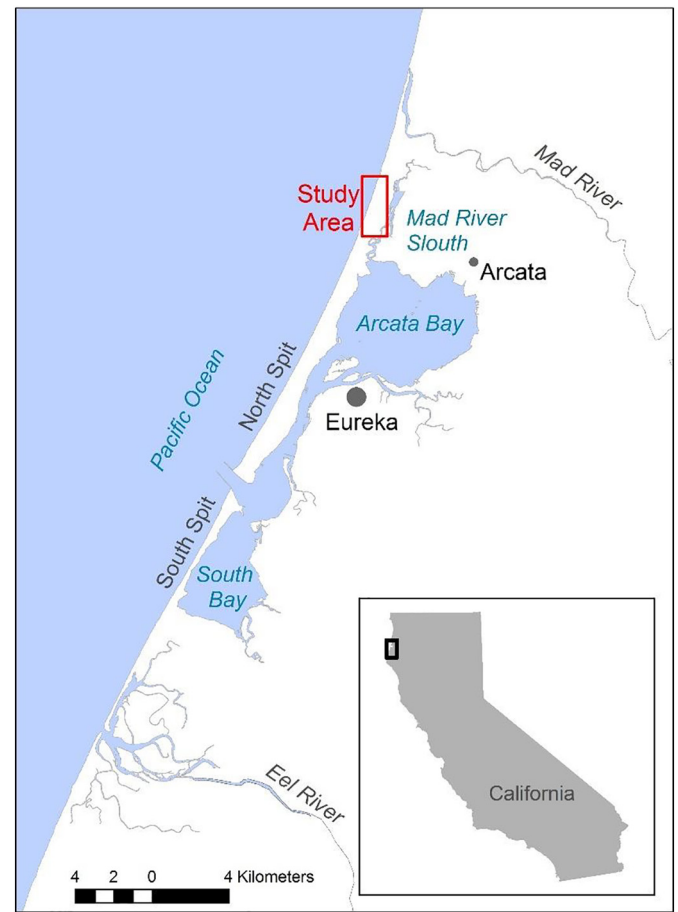 Mad River
Study
Area
Mad River
Slouth
Arcata
Arcata Bay
North Spit
Pacific Ocean
Eureka
South Spit
South
Bay
Eel River
California
4 2 0 4 Kilometers